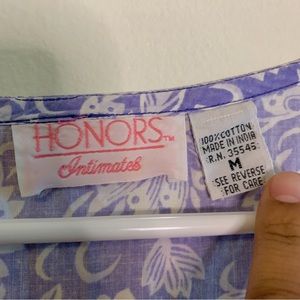 HONORS™
Intimates
100% COTTON
MADE IN INDIA
R.N. 35545
M
SEE REVERSE
FOR CARE